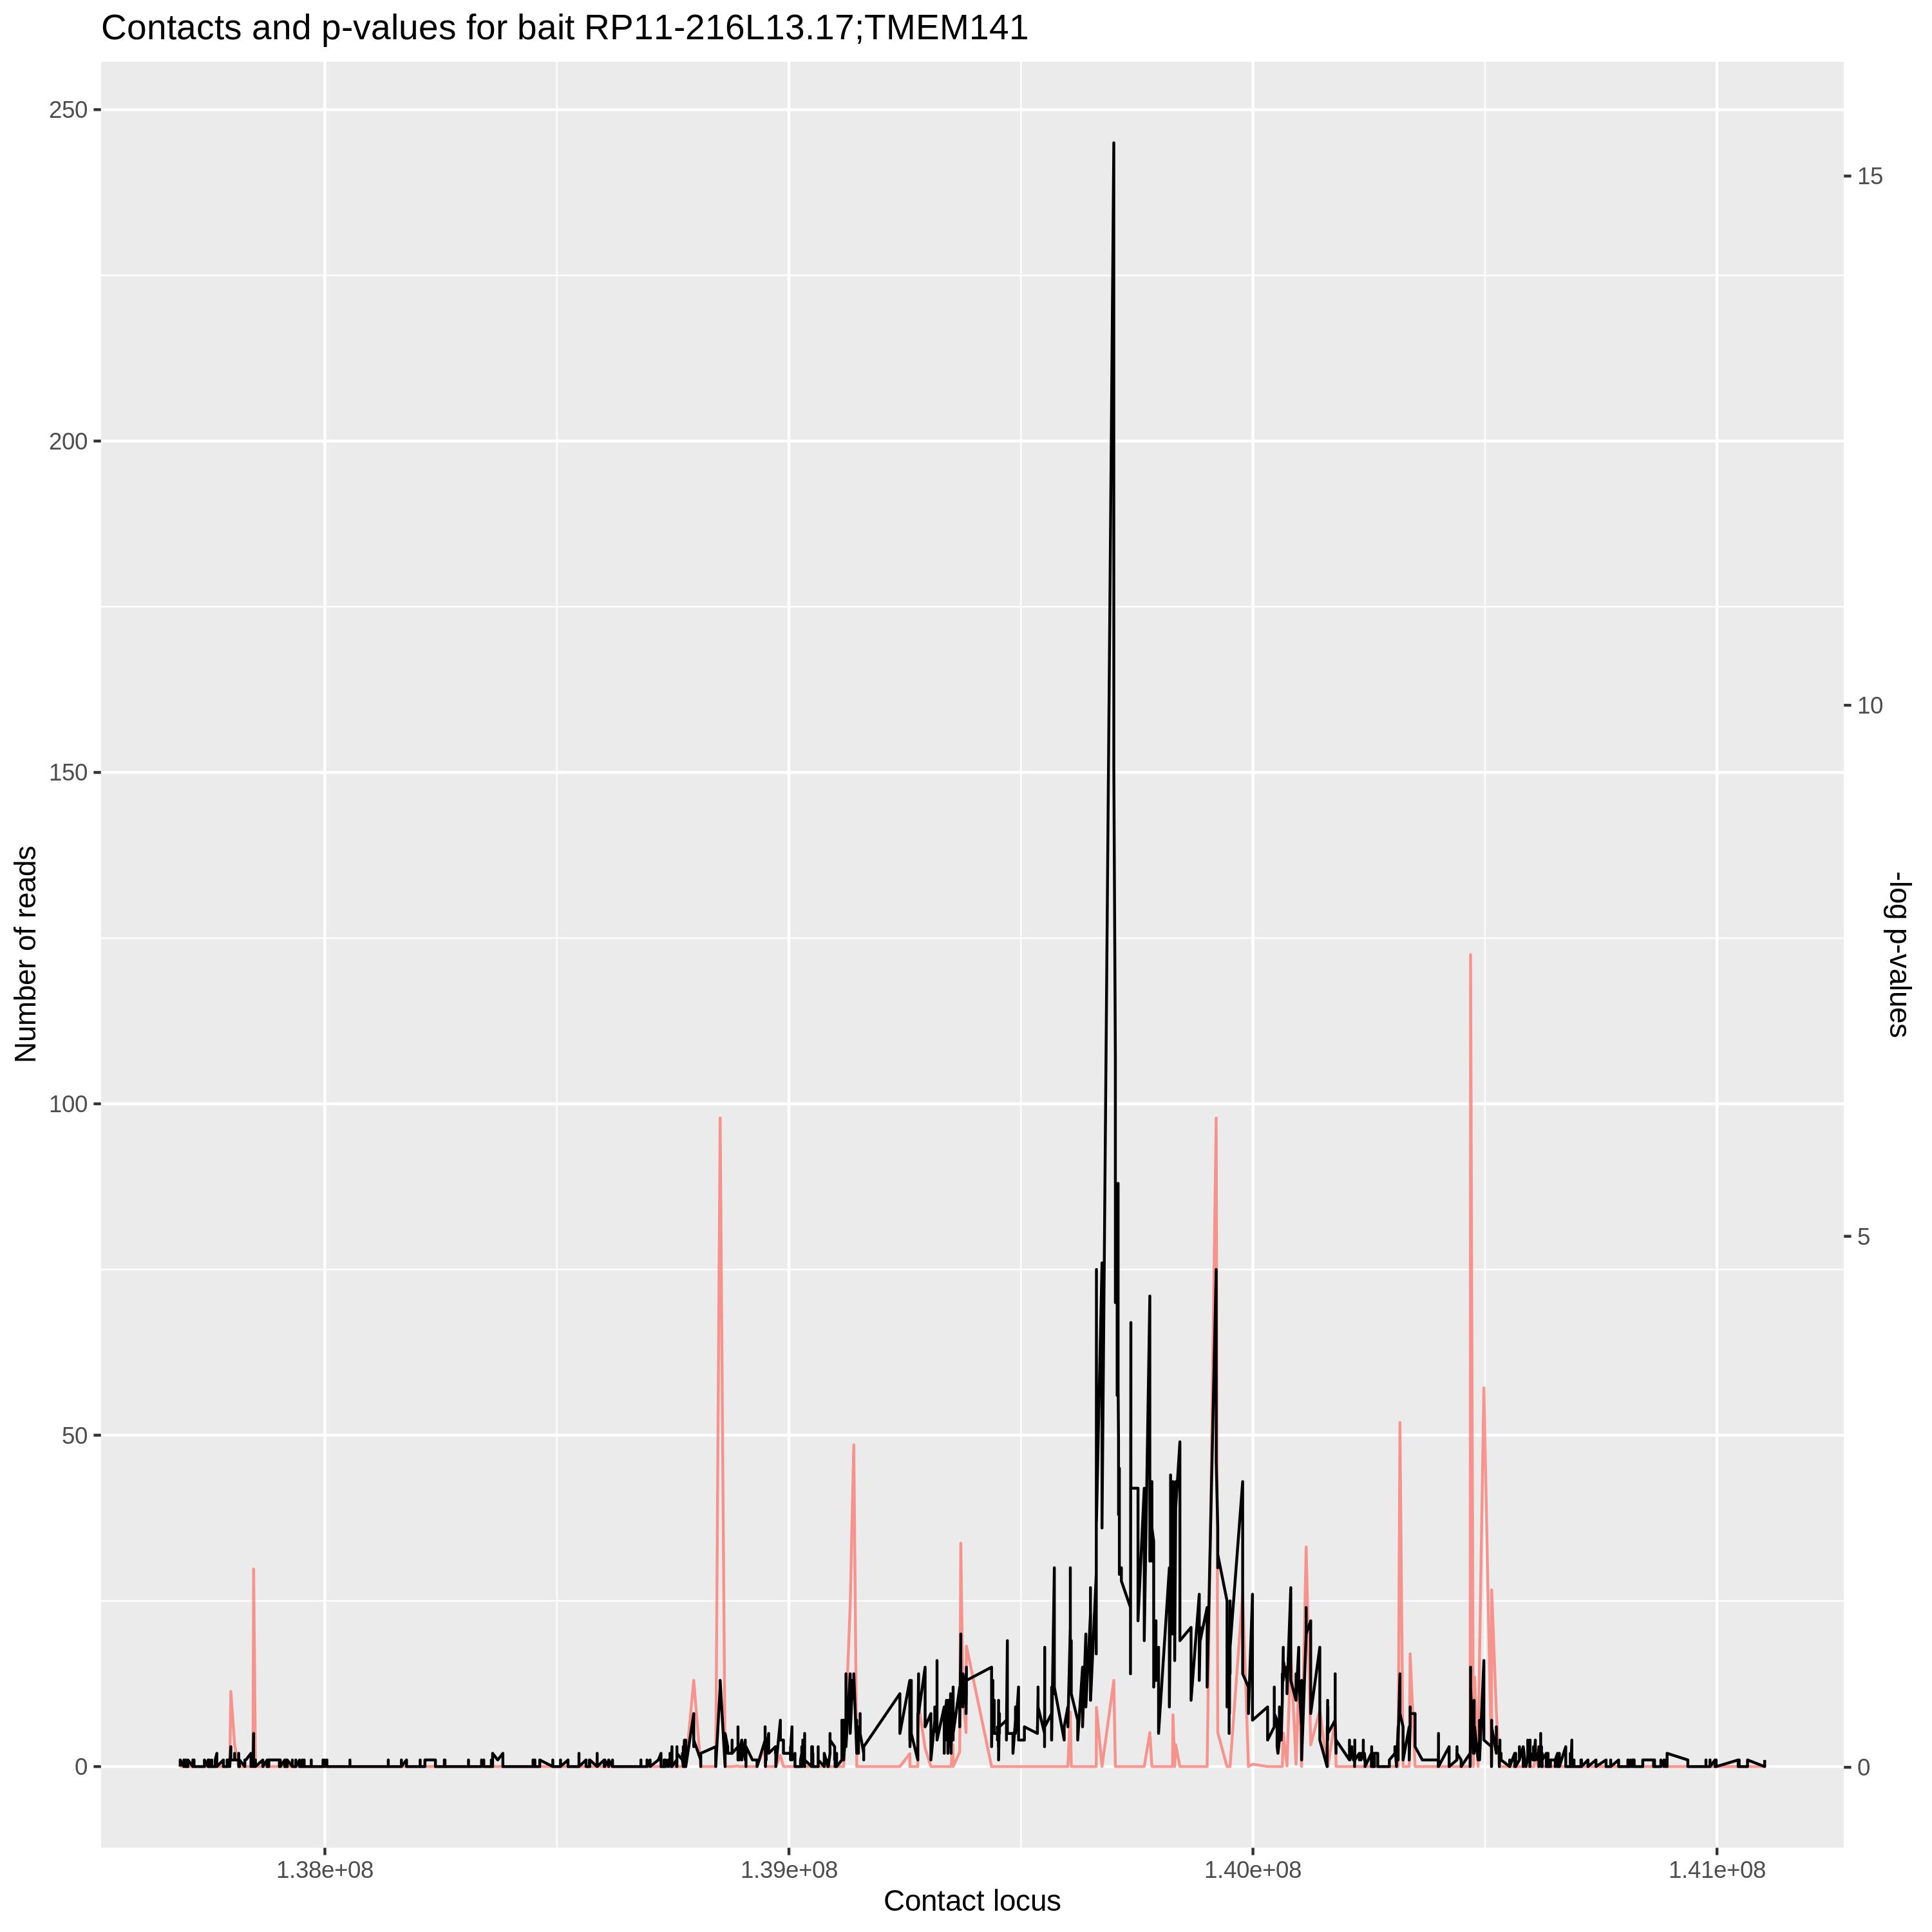 Contacts and p-values for bait RP11-216L13.17;TMEM141
250
200
150
100
50
0
Number of reads
15
10
5
0
-log p-values
1.38e+08
1.39e+08
1.40e+08
1.41e+08
Contact locus